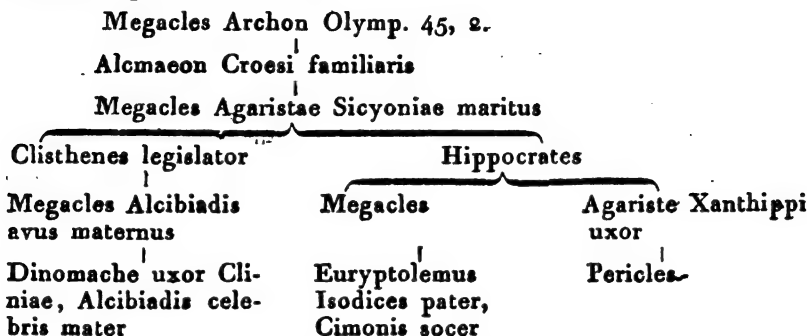 Megacles Archon Olymp. 45, 2.
Alcmaeon Croesi familiaris
Megacles Agaristae Sicyoniae maritus
Clisthenes legislator Hippocrates
Megacles Alcibiadis Megacles Agariste Xanthippi
avus maternus uxor
Dinomache uxor Cli- Euryptolemus Pericles
niae, Alcibiadis cele- Isodices pater,
bris mater Cimonis socer